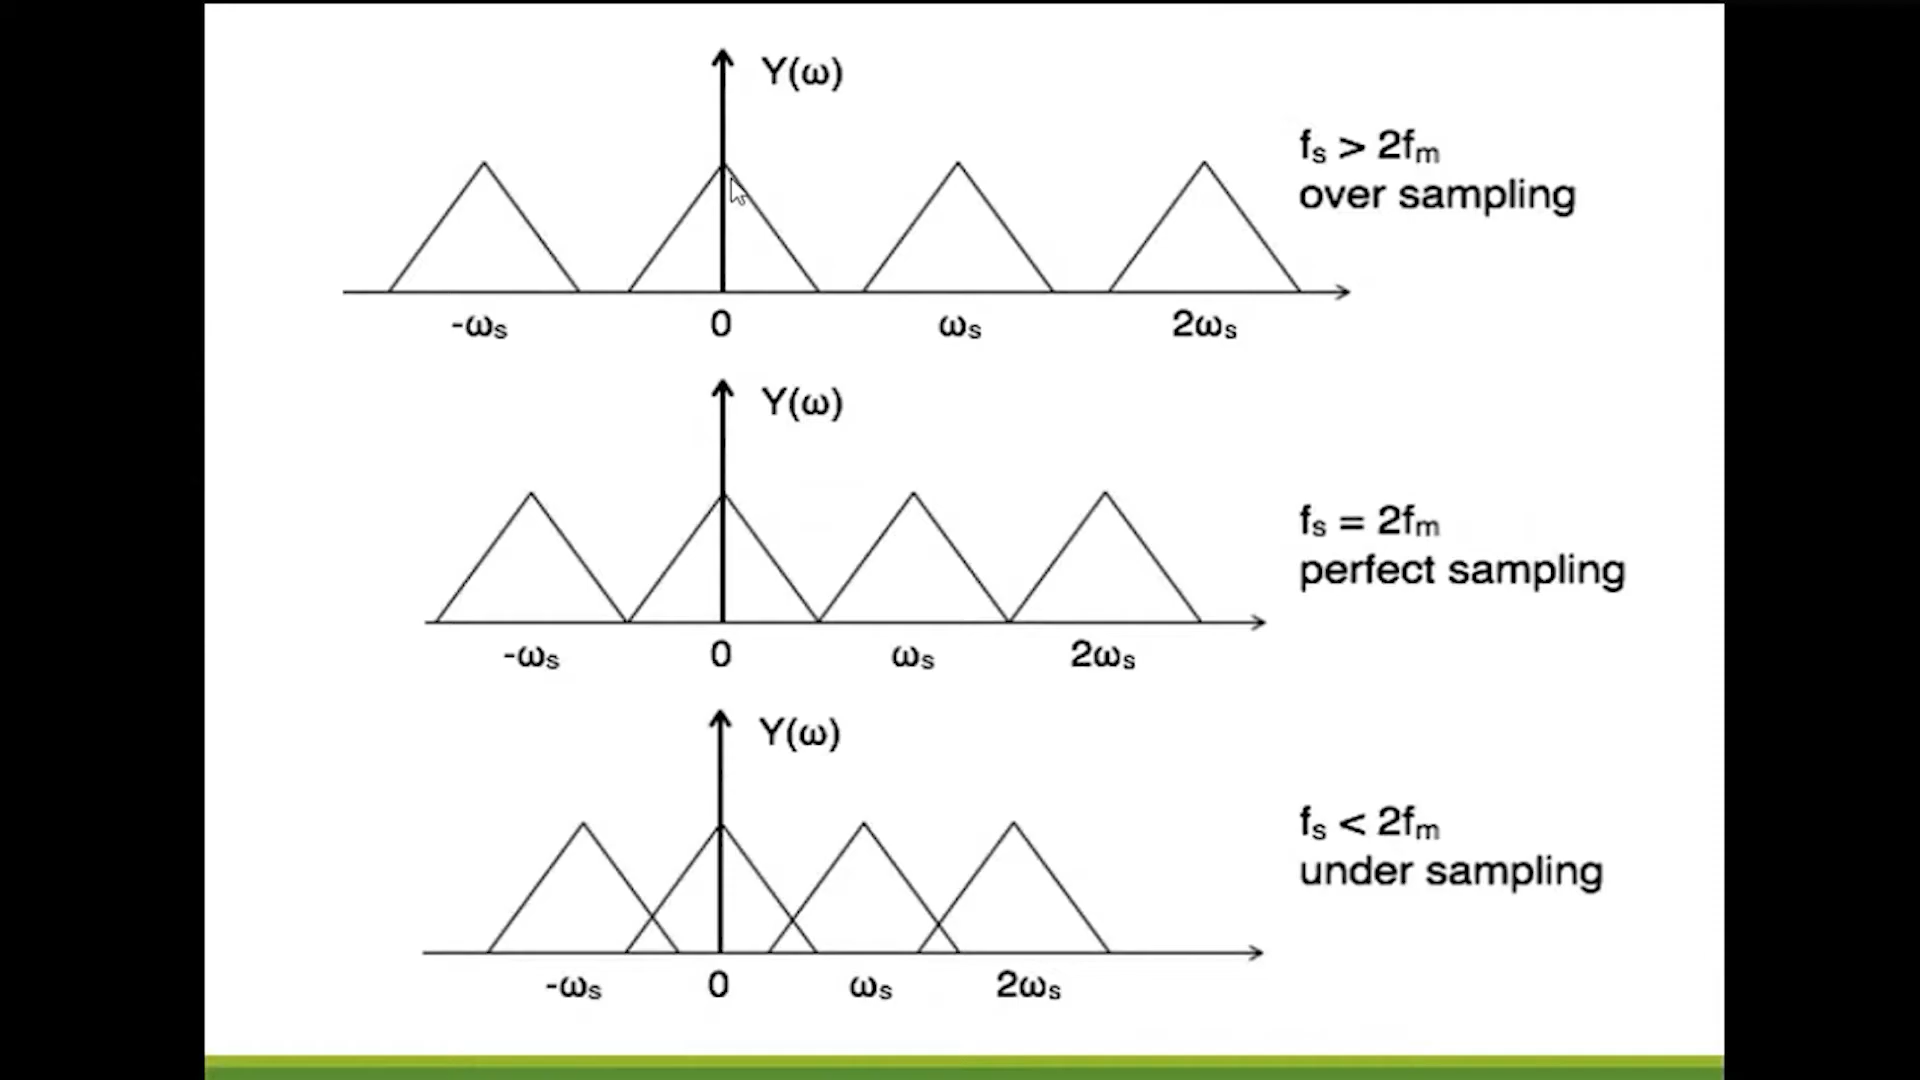 Y(ω)
fs > 2fm
over sampling
-ωs 0 ωs 2ωs
Y(ω)
fs = 2fm
perfect sampling
-ωs 0 ωs 2ωs
Y(ω)
fs < 2fm
under sampling
-ωs 0 ωs 2ωs